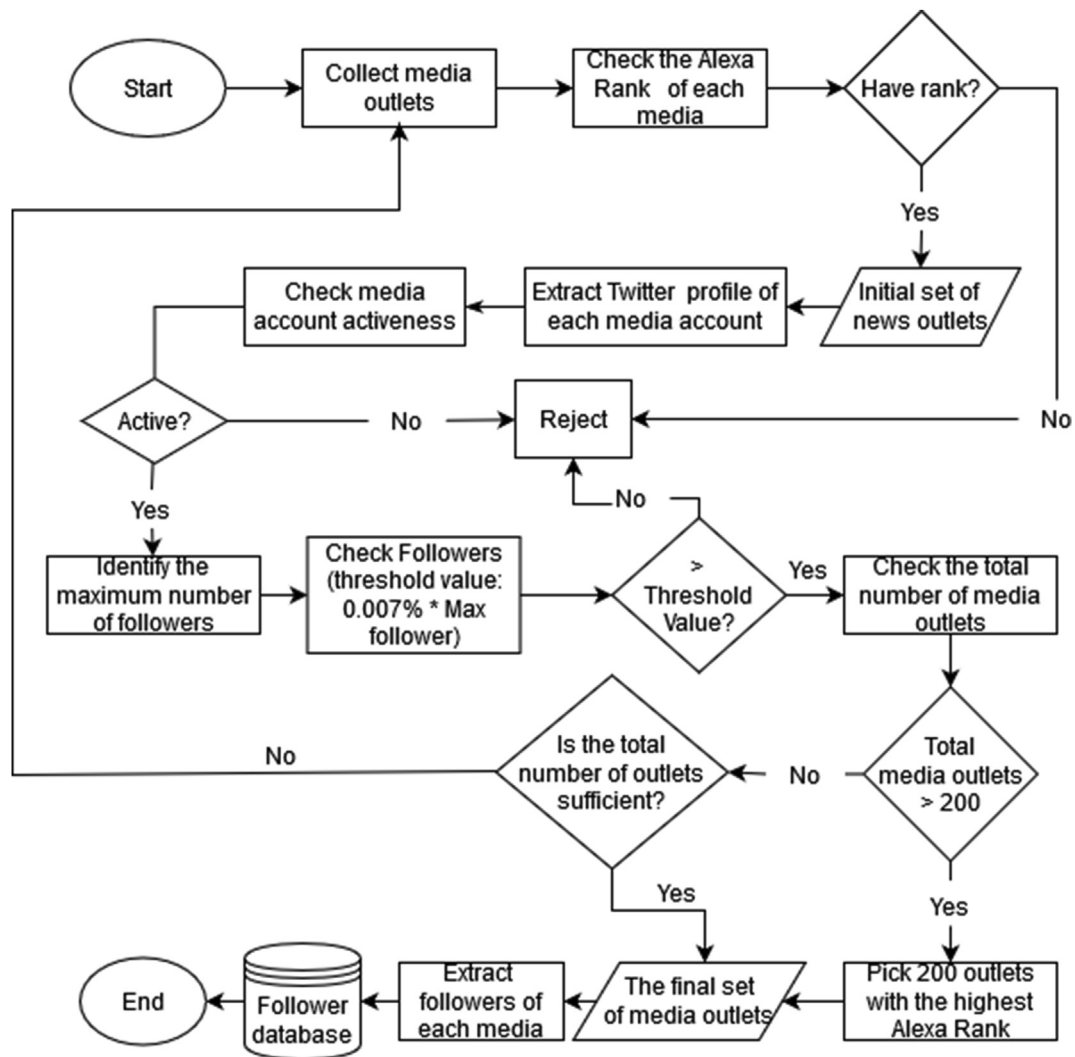 Start
Collect media
outlets
Check the Alexa
Rank of each
media
Have rank?
Yes
Initial set of
news outlets
Extract Twitter profile of
each media account
Check media
account activeness
Active?
No
Reject
No
Yes
No
Identify the
maximum number
of followers
Check Followers
(threshold value:
0.007% * Max
follower)
>
Threshold
Value?
Yes
Check the total
number of media
outlets
Total
media outlets
> 200
No
Is the total
number of outlets
sufficient?
No
Yes
Yes
Pick 200 outlets
with the highest
Alexa Rank
The final set
of media outlets
Extract
followers of
each media
Follower
database
End